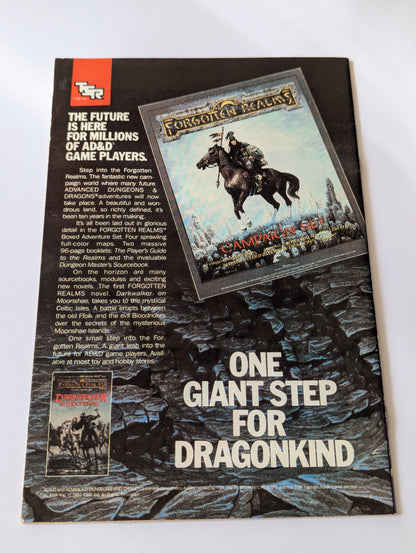 TSR
THE FUTURE
IS HERE
FOR MILLIONS
OF AD&D®
GAME PLAYERS.
Step into the Forgotten
Realms. The fantastic new cam-
paign world where many future
ADVANCED DUNGEONS &
DRAGONS® adventures will now
take place. A beautiful and won-
drous land, so richly defined, it's
been ten years in the making.
It's all been laid out in glorious
detail in the FORGOTTEN REALMS™
Boxed Adventure Set. Four sprawling
full-color maps. Two massive
96-page booklets: The Player's Guide
to the Realms and the invaluable
Dungeon Master's Sourcebook.
On the horizon are many
sourcebooks, modules and exciting
new novels. The first FORGOTTEN
REALMS novel, Darkwalker on
Moonshae, takes you to the mystical
Celtic Isles. A battle erupts between
the old Ffolk and the evil Bloodriders
over the secrets of the mysterious
Moonshae Islands.
One small step into the For-
gotten Realms. A giant leap into the
future for AD&D® game players. Avail-
able at most toy and hobby stores.
FORGOTTEN REALMS
CAMPAIGN SET
ONE
GIANT STEP
FOR
DRAGONKIND
FORGOTTEN REALMS
DARKWALKER
ON MOONSHAE